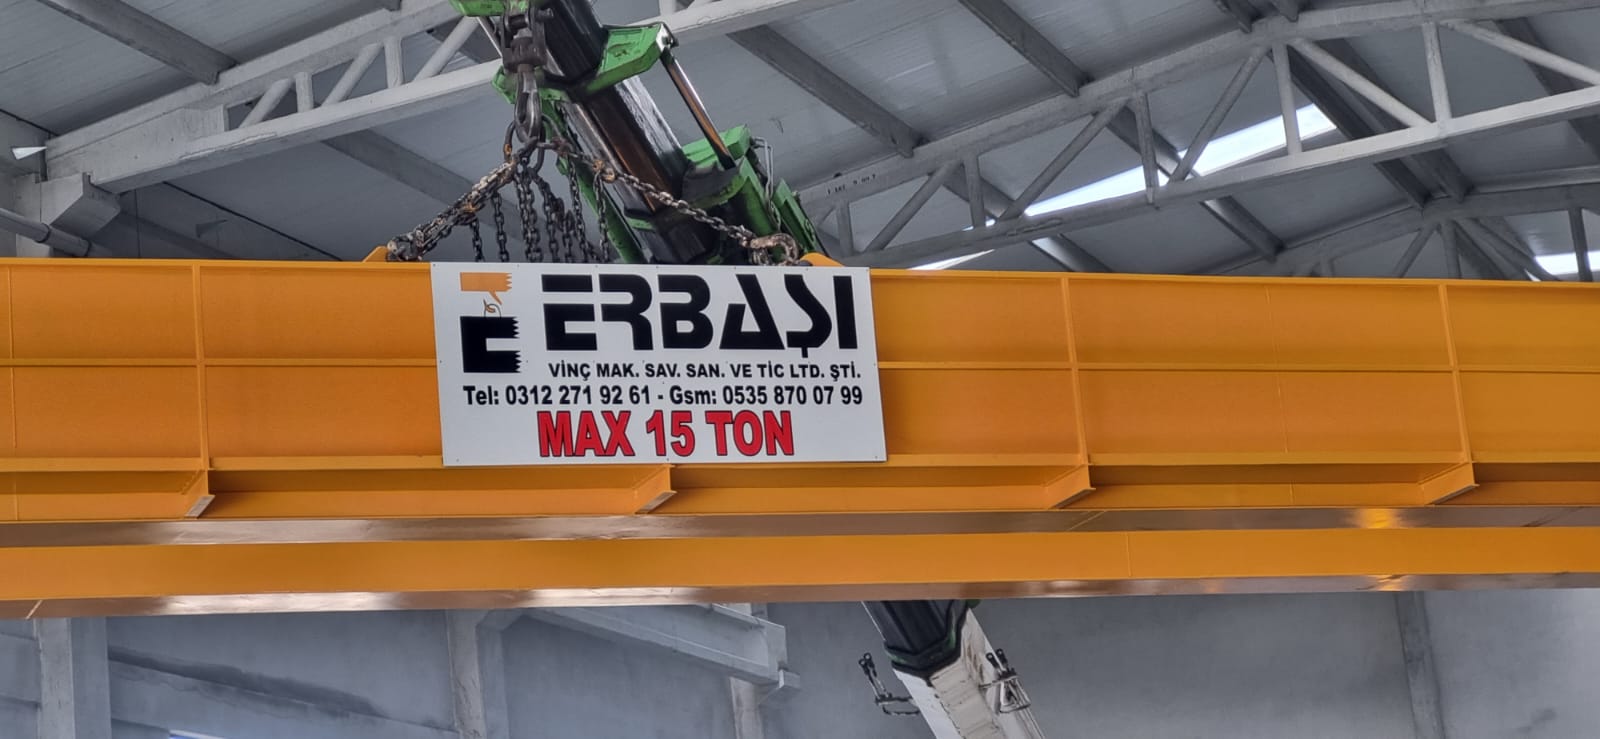 ERBAŞI
VİNÇ MAK. SAV. SAN. VE TİC LTD. ŞTİ.
Tel: 0312 271 92 61 - Gsm: 0535 870 07 99
MAX 15 TON